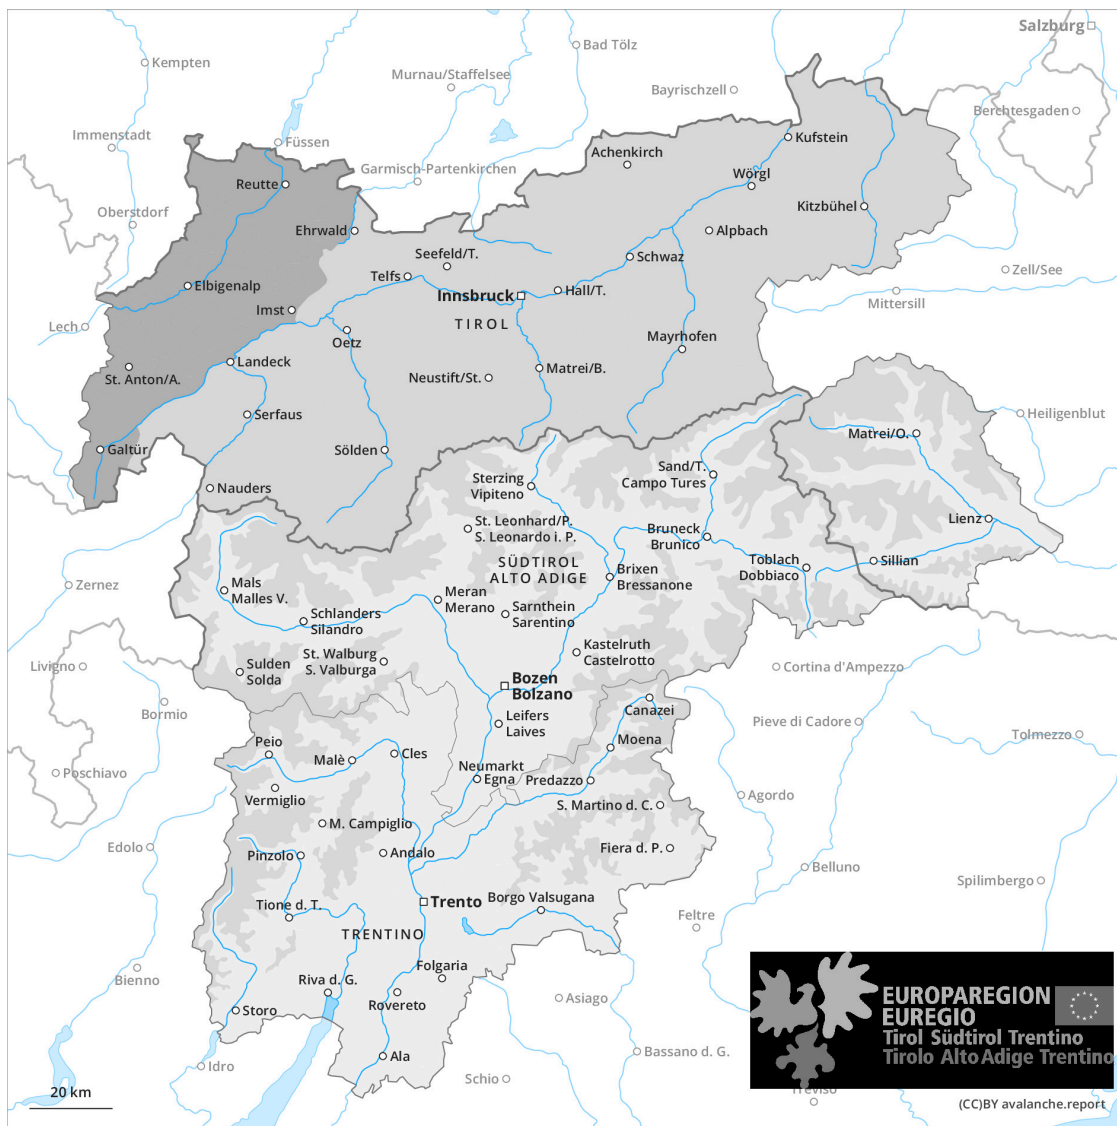 Salzburg
Bad Tölz
Kempten
Murnau/Staffelsee
Bayrischzell
Berchtesgaden
Immenstadt
Füssen
Kufstein
Achenkirch
Garmisch-Partenkirchen
Wörgl
Reutte
Oberstdorf
Kitzbühel
Ehrwald
Alpbach
Seefeld/T.
Schwaz
Zell/See
Telfs
Elbigenalp
Hall/T.
Innsbruck
Mittersill
Imst
Lech
TIROL
Oetz
Mayrhofen
Landeck
Matrei/B.
St. Anton/A.
Neustift/St.
Serfaus
Heiligenblut
Matrei/O.
Galtür
Sölden
Sand/T.
Campo Tures
Sterzing
Vipiteno
Nauders
Lienz
St. Leonhard/P.
S. Leonardo i. P.
Bruneck
Brunico
SÜDTIROL
ALTO ADIGE
Toblach
Dobbiaco
Sillian
Brixen
Bressanone
Zernez
Mals
Malles V.
Meran
Merano
Schlanders
Silandro
Sarnthein
Sarentino
Kastelruth
Castelrotto
St. Walburg
S. Valburga
Livigno
Sulden
Solda
Cortina d'Ampezzo
Bozen
Bolzano
Bormio
Canazei
Leifers
Laives
Pieve di Cadore
Tolmezzo
Moena
Peio
Malè
Cles
Poschiavo
Neumarkt
Egna
Predazzo
Vermiglio
Agordo
S. Martino d. C.
M. Campiglio
Edolo
Pinzolo
Andalo
Fiera d. P.
Belluno
Spilimbergo
Trento
Borgo Valsugana
Tione d. T.
Feltre
TRENTINO
Bienno
Folgaria
Riva d. G.
Rovereto
Asiago
Storo
EUROPAREGION
EUREGIO
Tirol Südtirol Trentino
Tirolo Alto Adige Trentino
Ala
Bassano d. G.
Idro
Schio
Treviso
20 km
(CC)BY avalanche.report